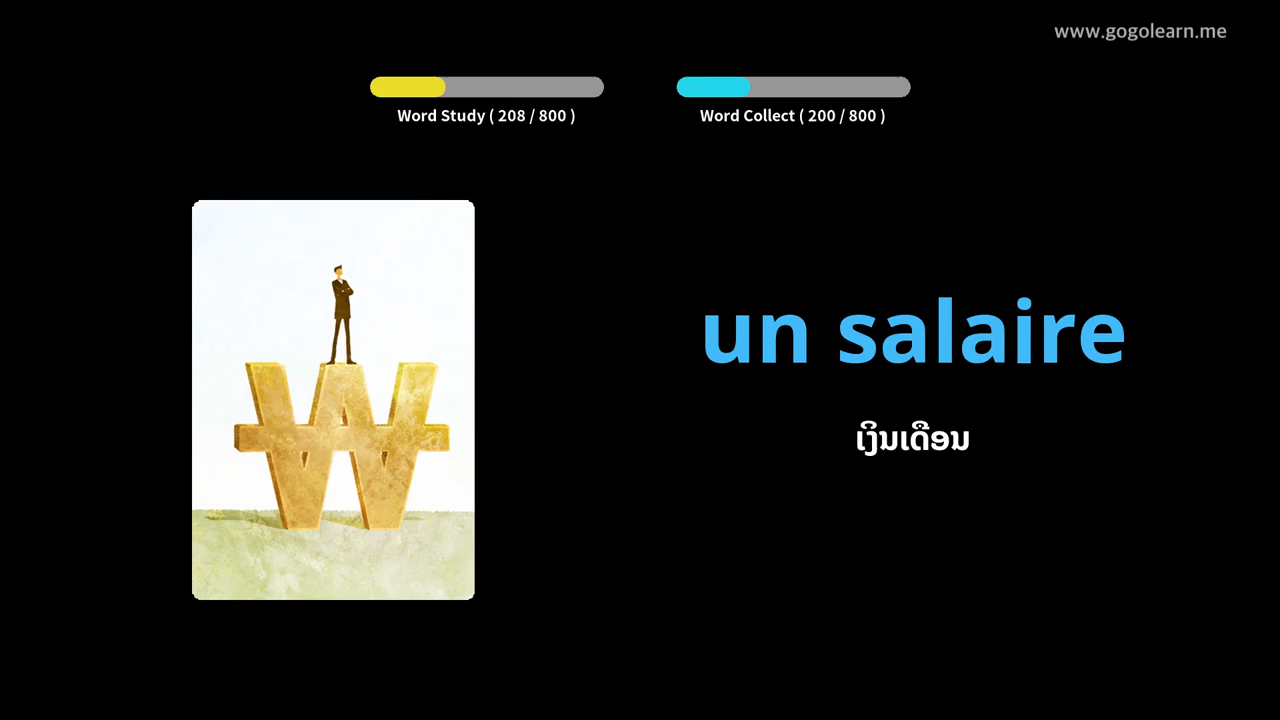 www.gogolearn.me
Word Study ( 208 / 800 )
Word Collect ( 200 / 800 )
un salaire
ເງິນເດືອນ